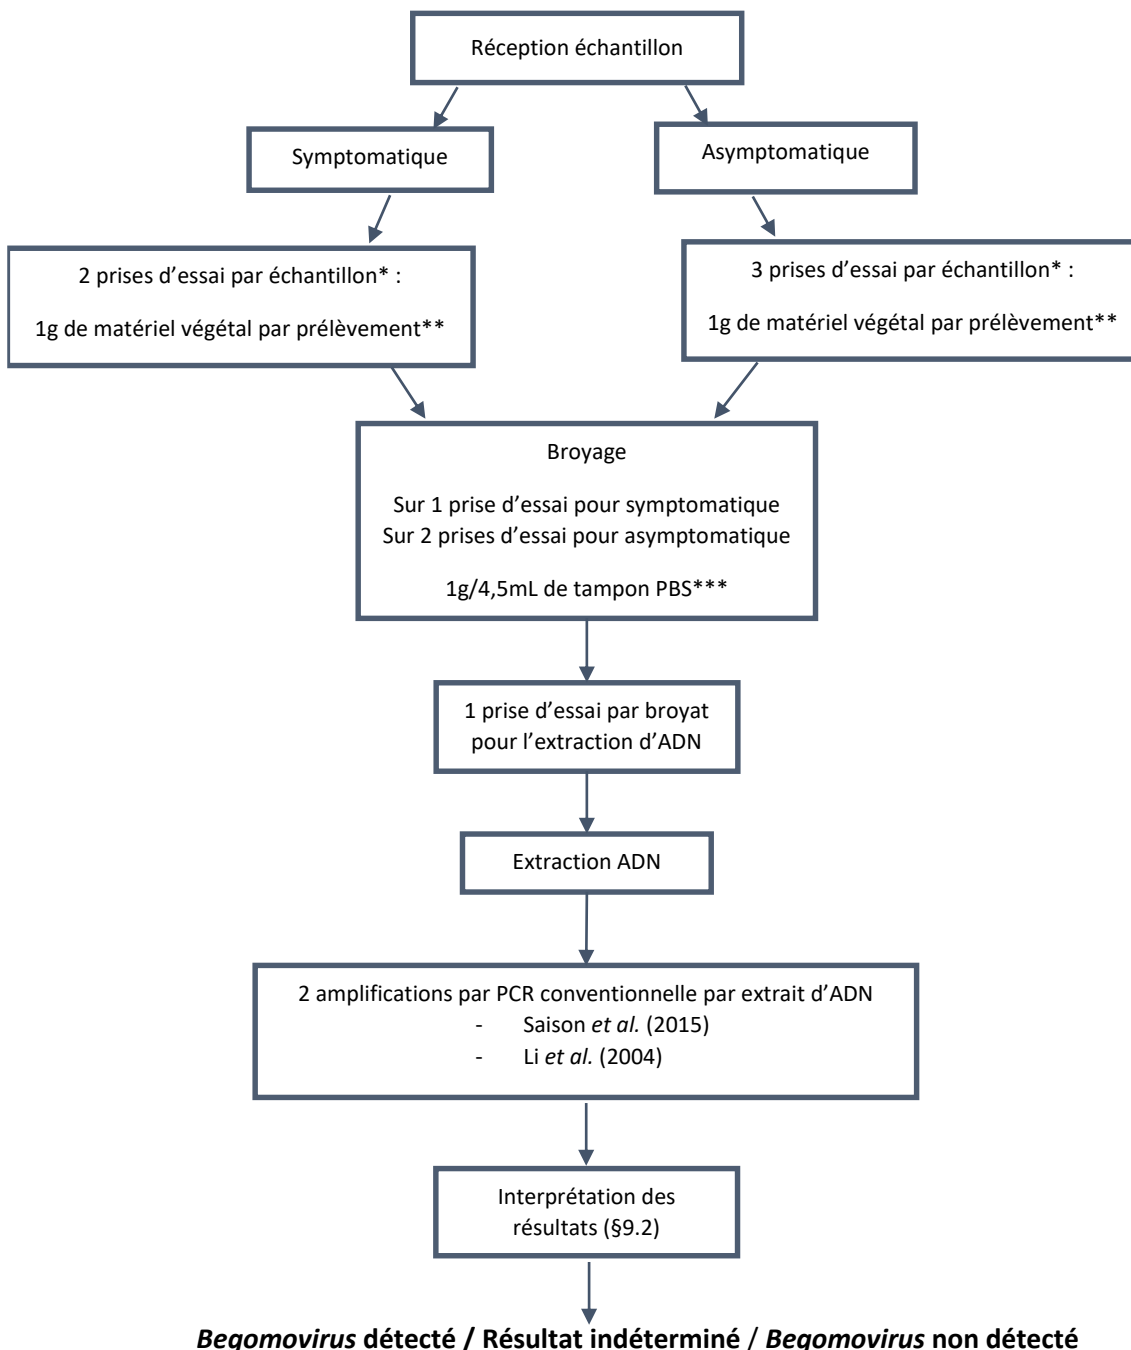 Réception échantillon
Symptomatique
Asymptomatique
2 prises d’essai par échantillon* :
1g de matériel végétal par prélèvement**
3 prises d’essai par échantillon* :
1g de matériel végétal par prélèvement**
Broyage
Sur 1 prise d’essai pour symptomatique
Sur 2 prises d’essai pour asymptomatique
1g/4,5mL de tampon PBS***
1 prise d’essai par broyat
pour l’extraction d’ADN
Extraction ADN
2 amplifications par PCR conventionnelle par extrait d’ADN
- Saison et al. (2015)
- Li et al. (2004)
Interprétation des
résultats (§9.2)
Begomovirus détecté / Résultat indéterminé / Begomovirus non détecté